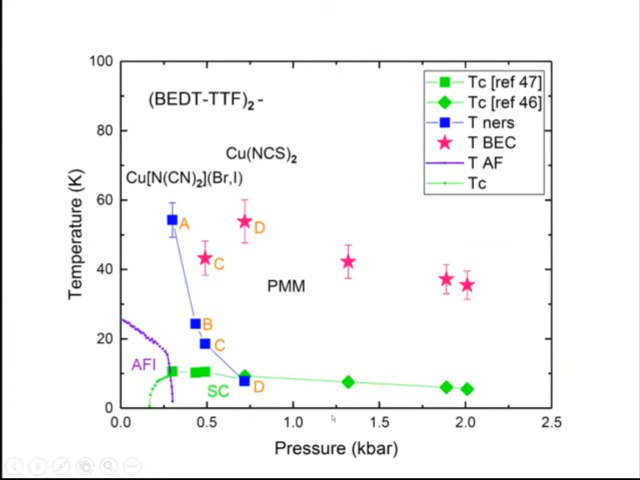 100
80
60
40
20
0
Temperature (K)
0.0 0.5 1.0 1.5 2.0 2.5
Pressure (kbar)
(BEDT-TTF)₂ -
Cu(NCS)₂
Cu[N(CN)₂](Br,I)
Tc [ref 47]
Tc [ref 46]
T ners
T BEC
T AF
Tc
A
D
C
PMM
B
C
AFI
SC
D